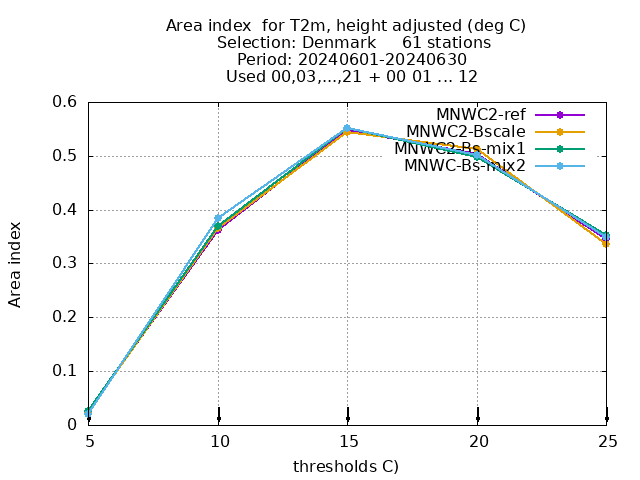 Area index  for T2m, height adjusted (deg C)
Selection: Denmark     61 stations
Period: 20240601-20240630
Used 00,03,...,21 + 00 01 ... 12
MNWC2-ref
MNWC2-Bscale
MNWC2-Bs-mix1
MNWC-Bs-mix2
0.6
0.5
0.4
0.3
0.2
0.1
0
Area index
5 10 15 20 25
thresholds C)